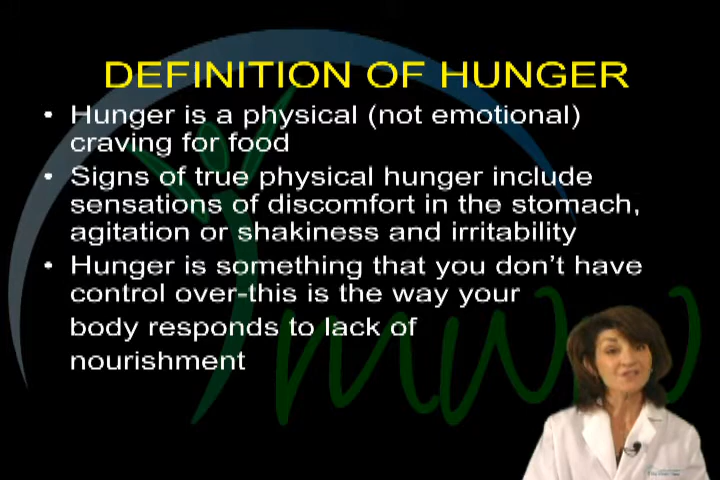 DEFINITION OF HUNGER
• Hunger is a physical (not emotional)
craving for food
• Signs of true physical hunger include
sensations of discomfort in the stomach,
agitation or shakiness and irritability
• Hunger is something that you don't have
control over-this is the way your
body responds to lack of
nourishment
mww